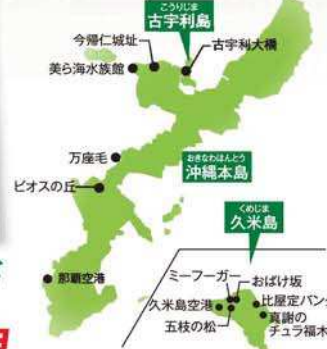 こうりじま
古宇利島
今帰仁城址
古宇利大橋
美ら海水族館
万座毛
おきなわほんとう
沖縄本島
ビオスの丘
くめじま
久米島
那覇空港
ミーフーガー
おばけ坂
久米島空港
比屋定バンタ
五枝の松
真謝の
チュラ福木